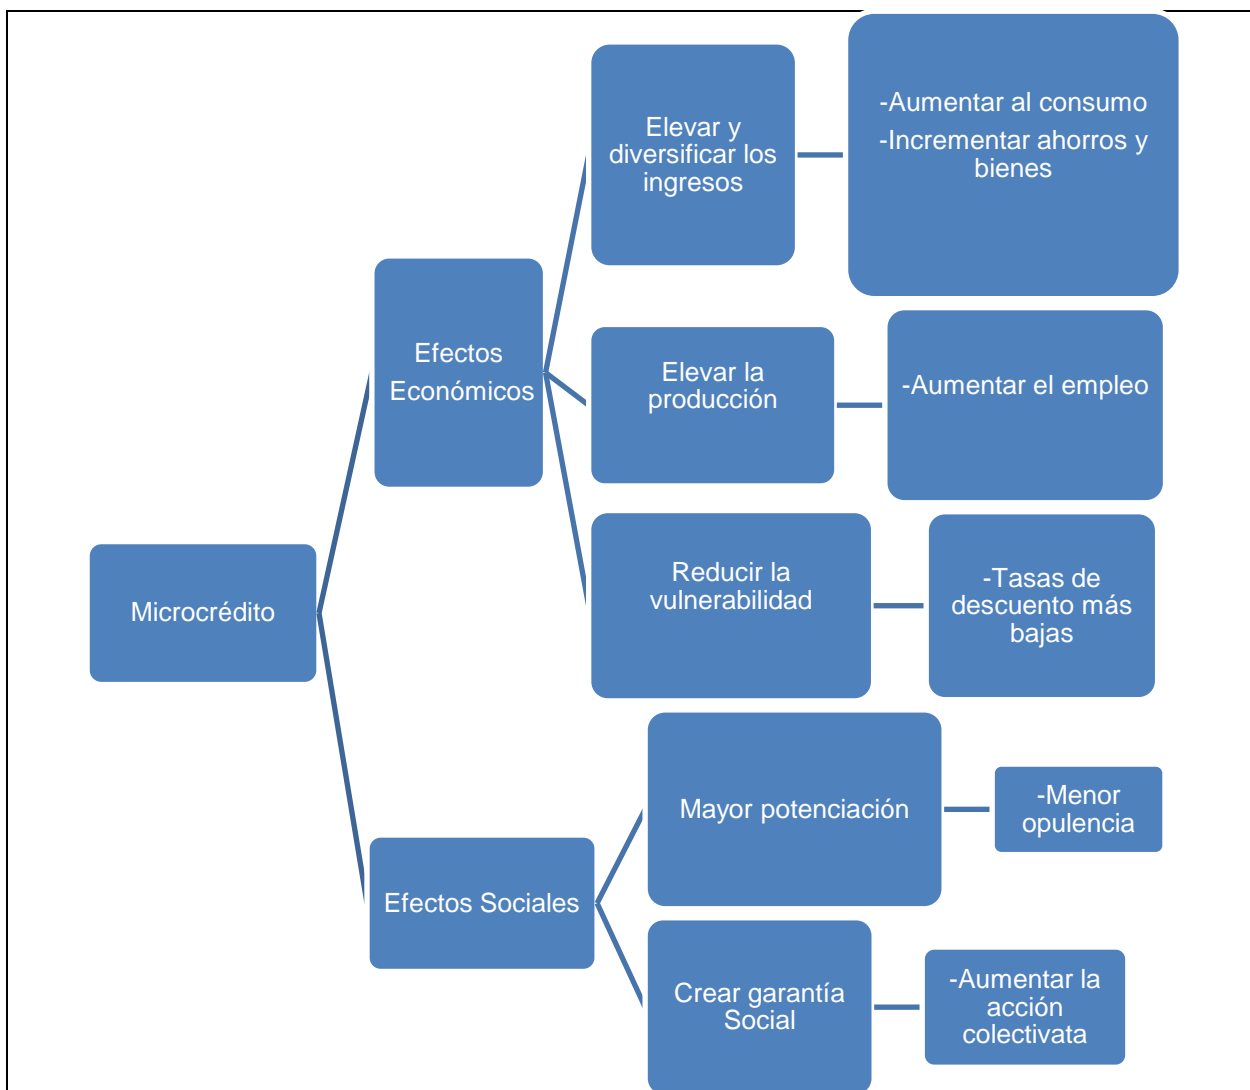 Microcrédito
Efectos
Económicos
Elevar y
diversificar los
ingresos
-Aumentar al consumo
-Incrementar ahorros y
bienes
Elevar la
producción
-Aumentar el empleo
Reducir la
vulnerabilidad
-Tasas de
descuento más
bajas
Efectos Sociales
Mayor potenciación
-Menor
opulencia
Crear garantía
Social
-Aumentar la
acción
colectivata